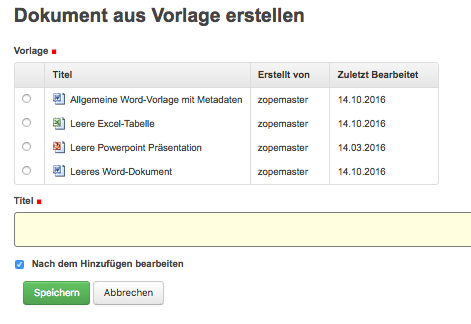 Dokument aus Vorlage erstellen
Vorlage
Titel Erstellt von Zuletzt Bearbeitet
Allgemeine Word-Vorlage mit Metadaten zopemaster 14.10.2016
Leere Excel-Tabelle zopemaster 14.10.2016
Leere Powerpoint Präsentation zopemaster 14.03.2016
Leeres Word-Dokument zopemaster 14.10.2016
Titel
Nach dem Hinzufügen bearbeiten
Speichern Abbrechen